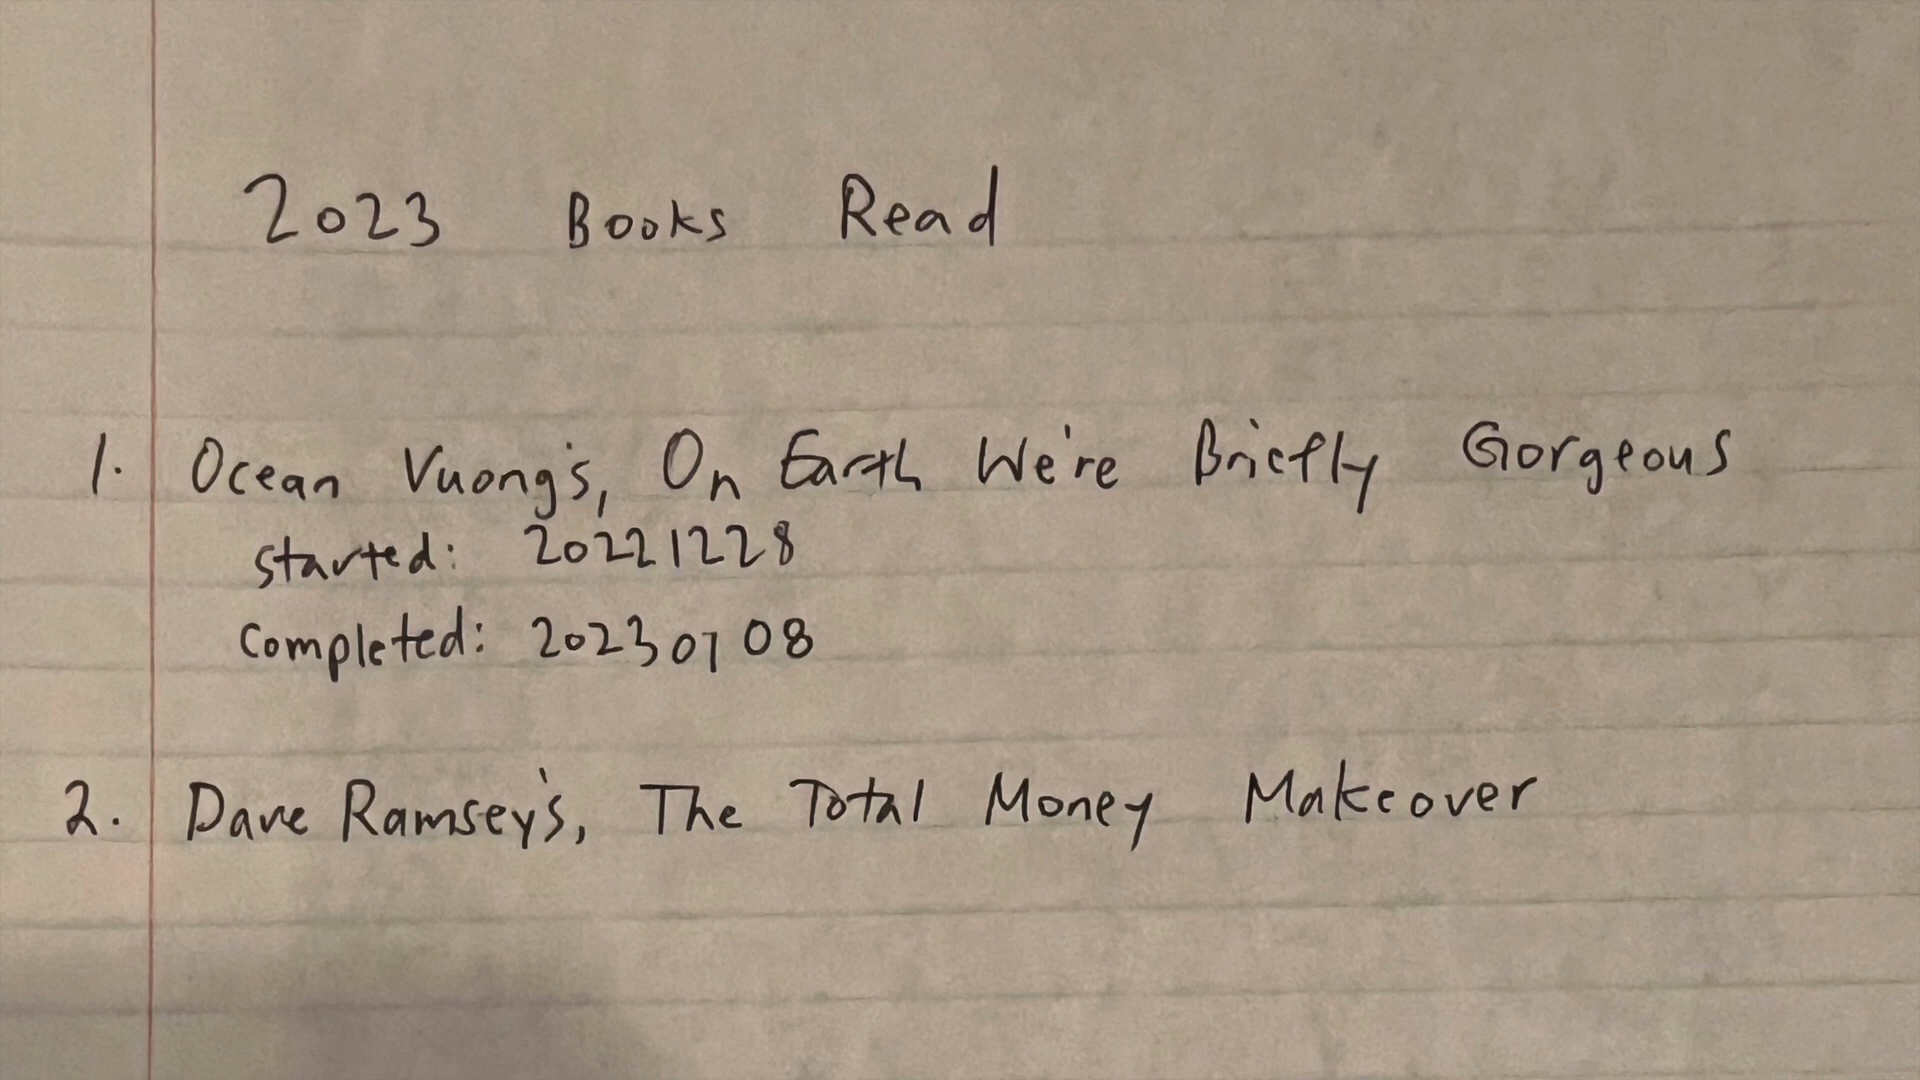 2023 Books Read
1. Ocean Vuong's, On Earth We're Briefly Gorgeous
started: 20221228
completed: 20230108
2. Dave Ramsey's, The Total Money Makeover